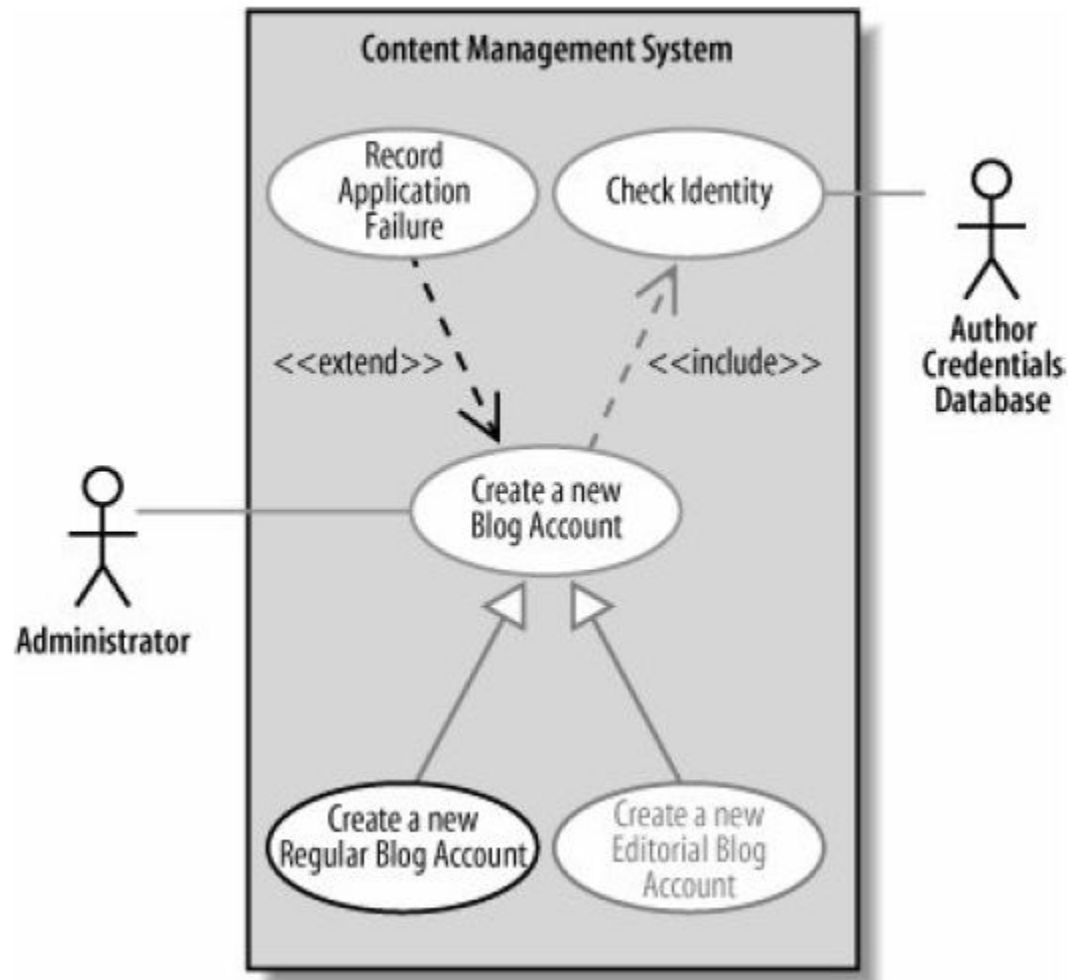 Content Management System
Record
Application
Failure
Check Identity
Author
Credentials
Database
<<extend>>
<<include>>
Create a new
Blog Account
Administrator
Create a new
Regular Blog Account
Create a new
Editorial Blog
Account